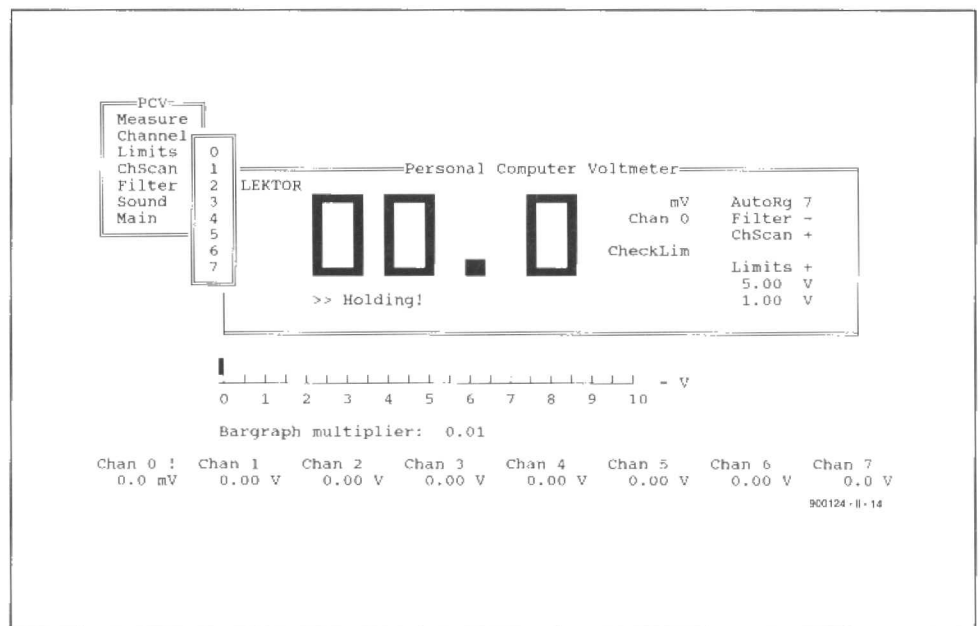 PCV
Measure
Channel
Limits
ChScan
Filter
Sound
Main
0
1
2
3
4
5
6
7
Personal Computer Voltmeter
LEKTOR
00.0
>> Holding!
mV
Chan 0
CheckLim
AutoRg 7
Filter -
ChScan +
Limits +
5.00 V
1.00 V
0 1 2 3 4 5 6 7 8 9 10
- V
Bargraph multiplier: 0.01
Chan 0 ! Chan 1 Chan 2 Chan 3 Chan 4 Chan 5 Chan 6 Chan 7
0.0 mV 0.00 V 0.00 V 0.00 V 0.00 V 0.00 V 0.00 V 0.0 V
900124 - II - 14